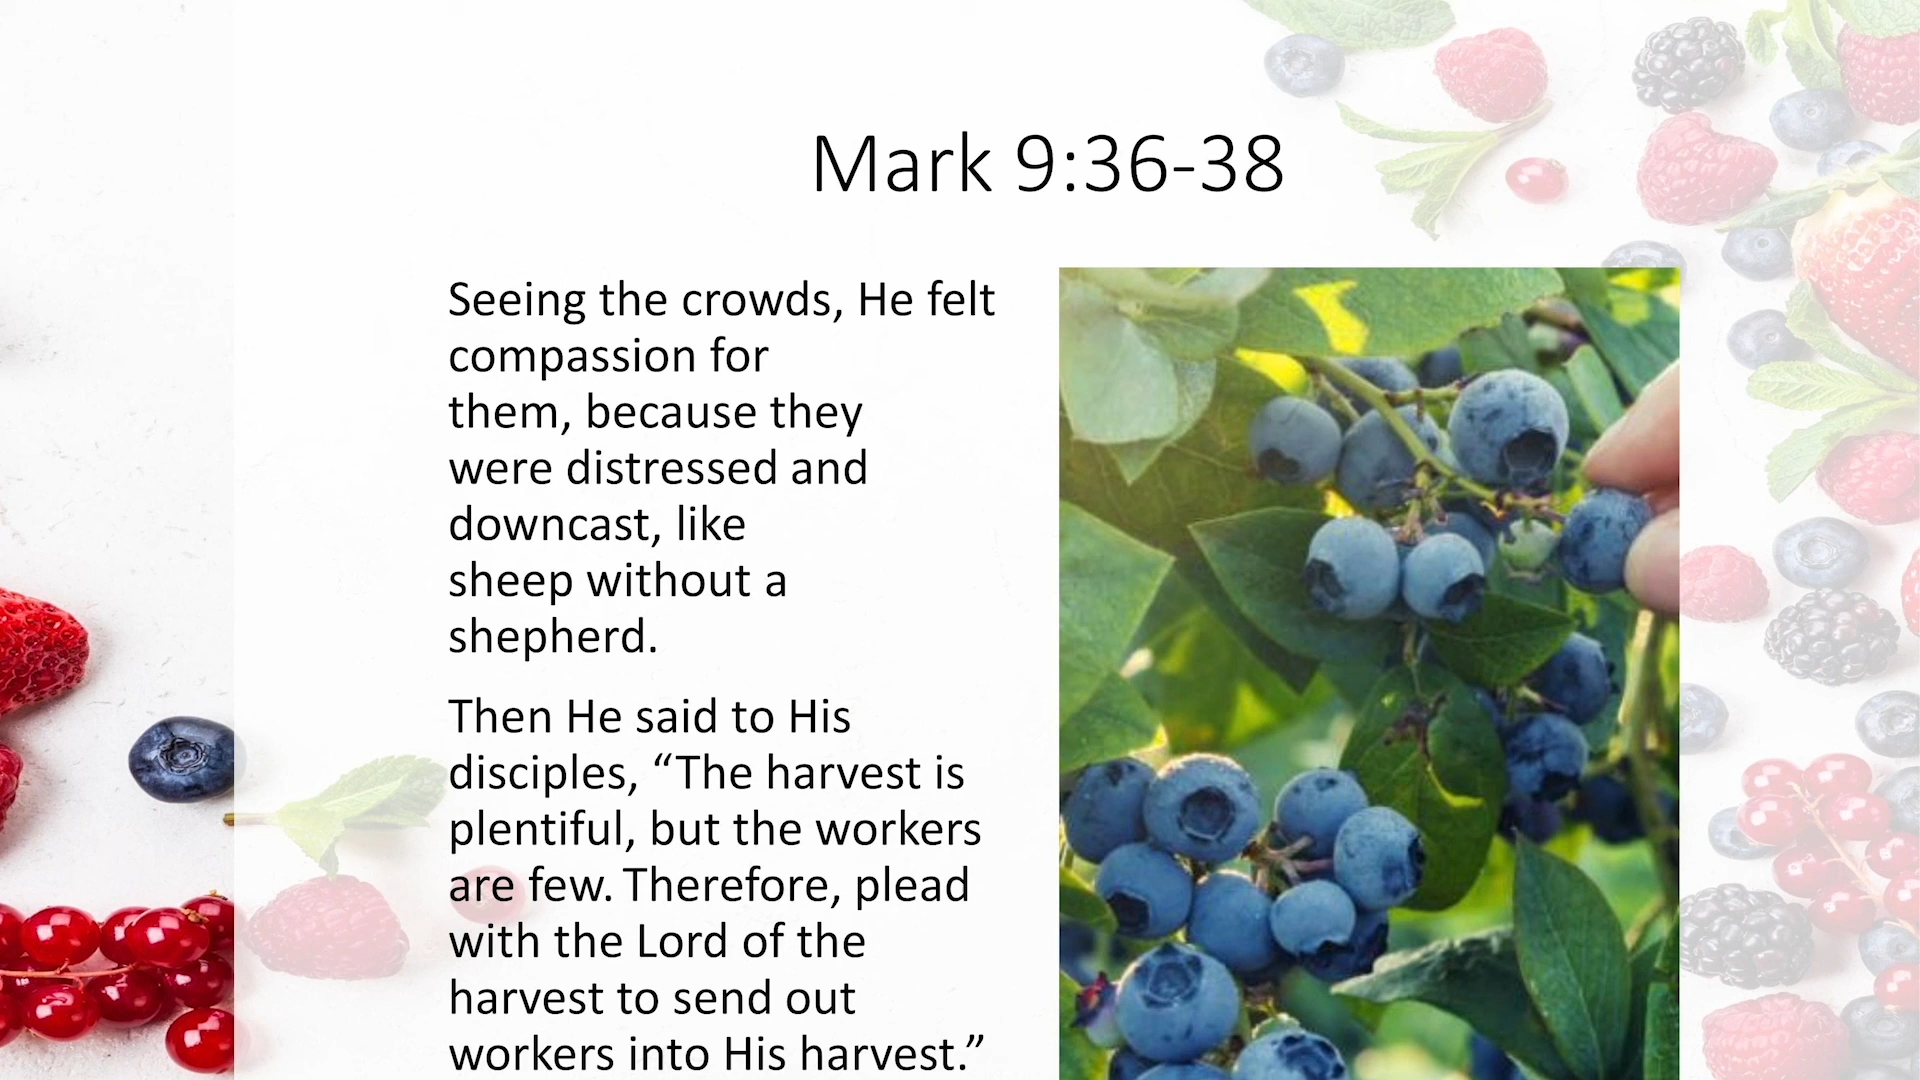 Mark 9:36-38
Seeing the crowds, He felt
compassion for
them, because they
were distressed and
downcast, like
sheep without a
shepherd.
Then He said to His
disciples, “The harvest is
plentiful, but the workers
are few. Therefore, plead
with the Lord of the
harvest to send out
workers into His harvest.”